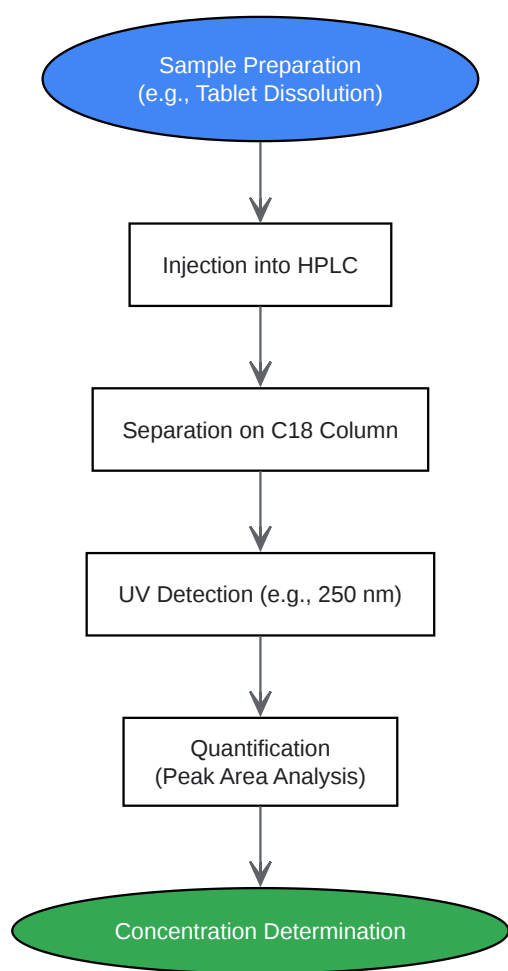 Sample Preparation
(e.g., Tablet Dissolution)
Injection into HPLC
Separation on C18 Column
UV Detection (e.g., 250 nm)
Quantification
(Peak Area Analysis)
Concentration Determination